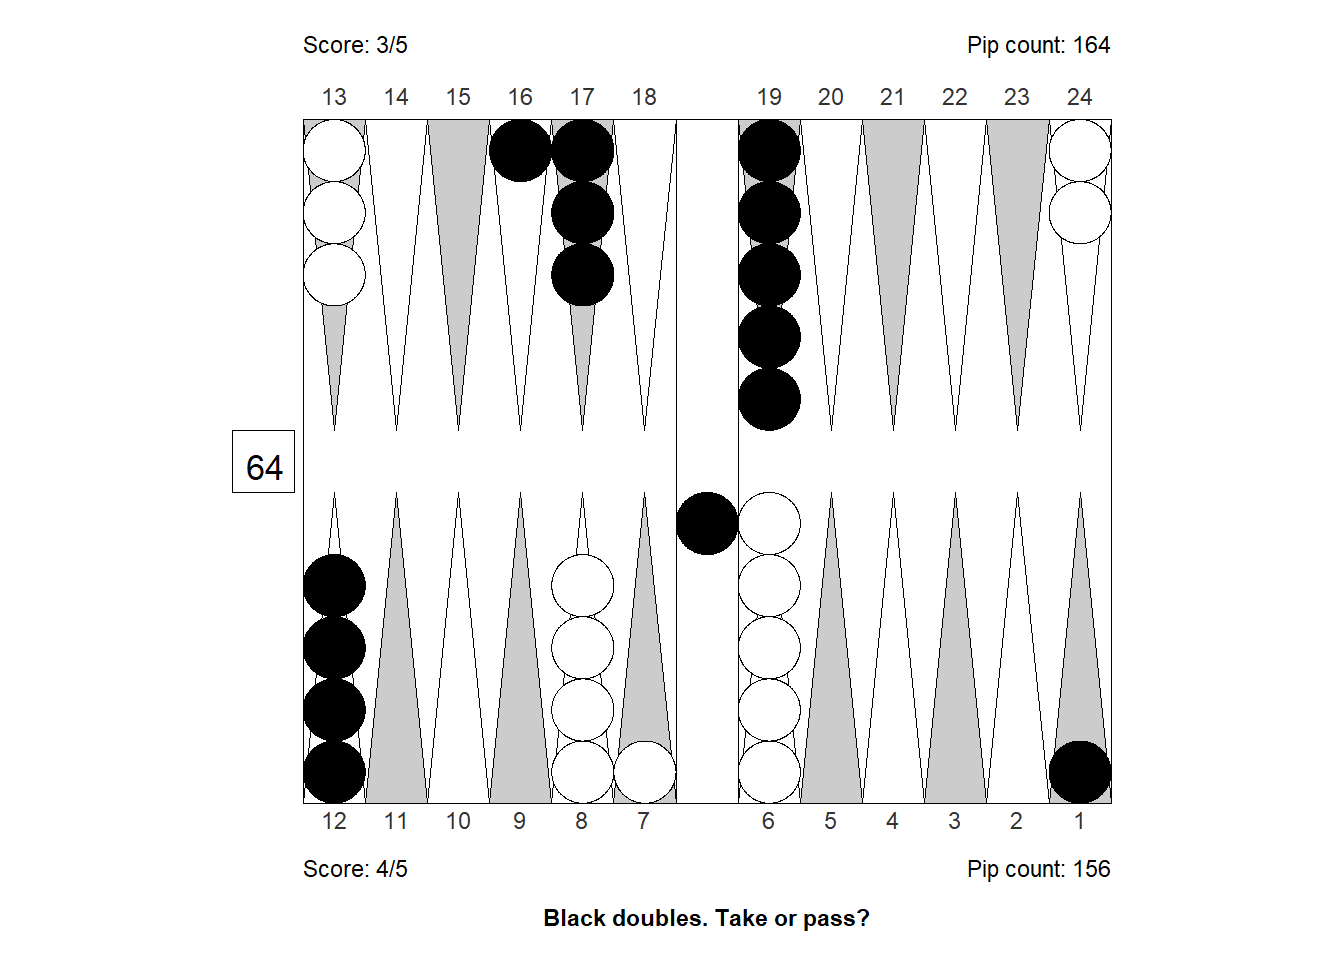 Score: 3/5 Pip count: 164
13 14 15 16 17 18 19 20 21 22 23 24
64
12 11 10 9 8 7 6 5 4 3 2 1
Score: 4/5 Pip count: 156
Black doubles. Take or pass?